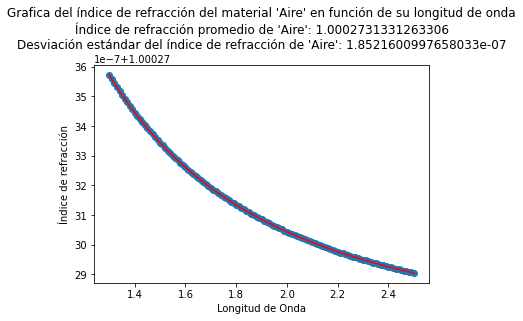 Grafica del índice de refracción del material 'Aire' en función de su longitud de onda
Índice de refracción promedio de 'Aire': 1.0002731331263306
Desviación estándar del índice de refracción de 'Aire': 1.8521600997658033e-07
1e−7+1.00027
36
35
34
33
32
31
30
29
Índice de refracción
1.4 1.6 1.8 2.0 2.2 2.4
Longitud de Onda